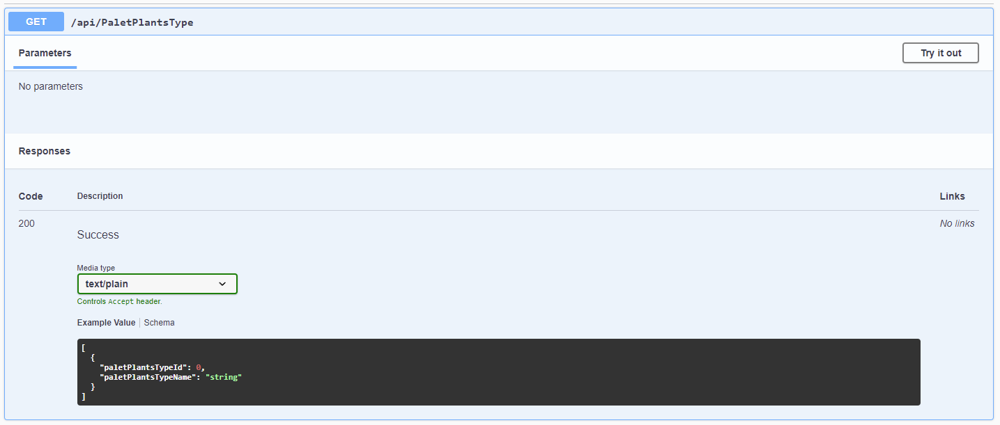 GET /api/PaletPlantsType
Parameters Try it out
No parameters
Responses
Code Description Links
200 Success No links
Media type
text/plain
Controls Accept header.
Example Value Schema
[
{
"paletPlantsTypeId": 0,
"paletPlantsTypeName": "string"
}
]